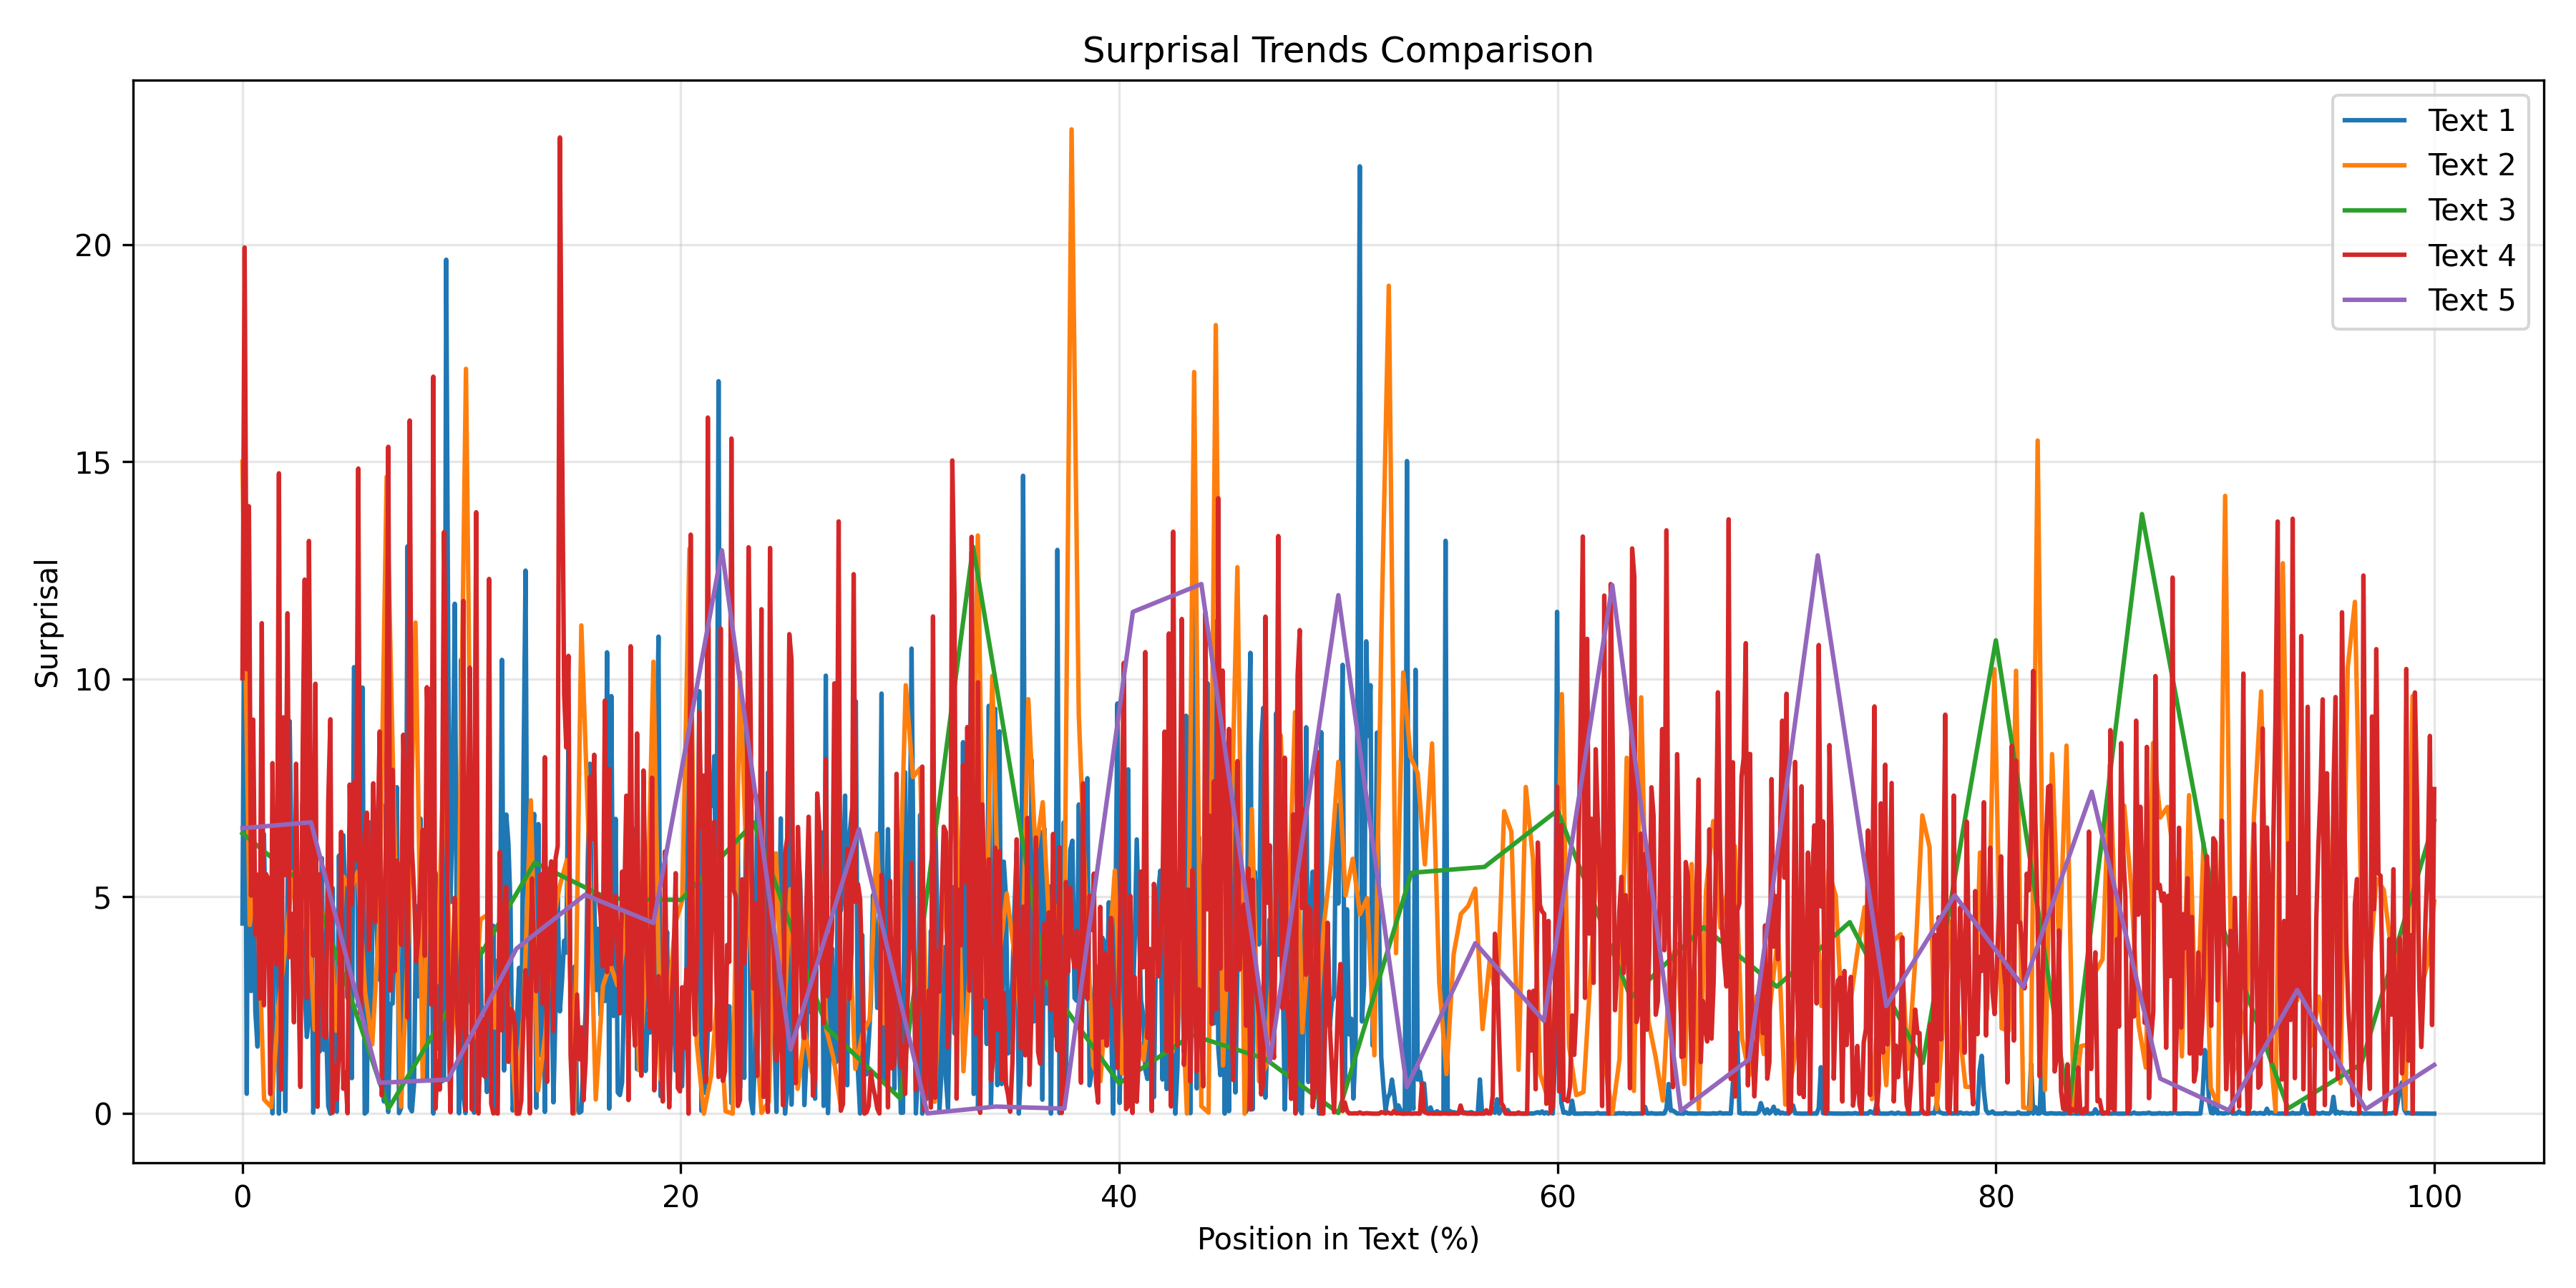 Surprisal Trends Comparison
Text 1
Text 2
Text 3
Text 4
Text 5
20
15
10
5
0
Surprisal
0 20 40 60 80 100
Position in Text (%)